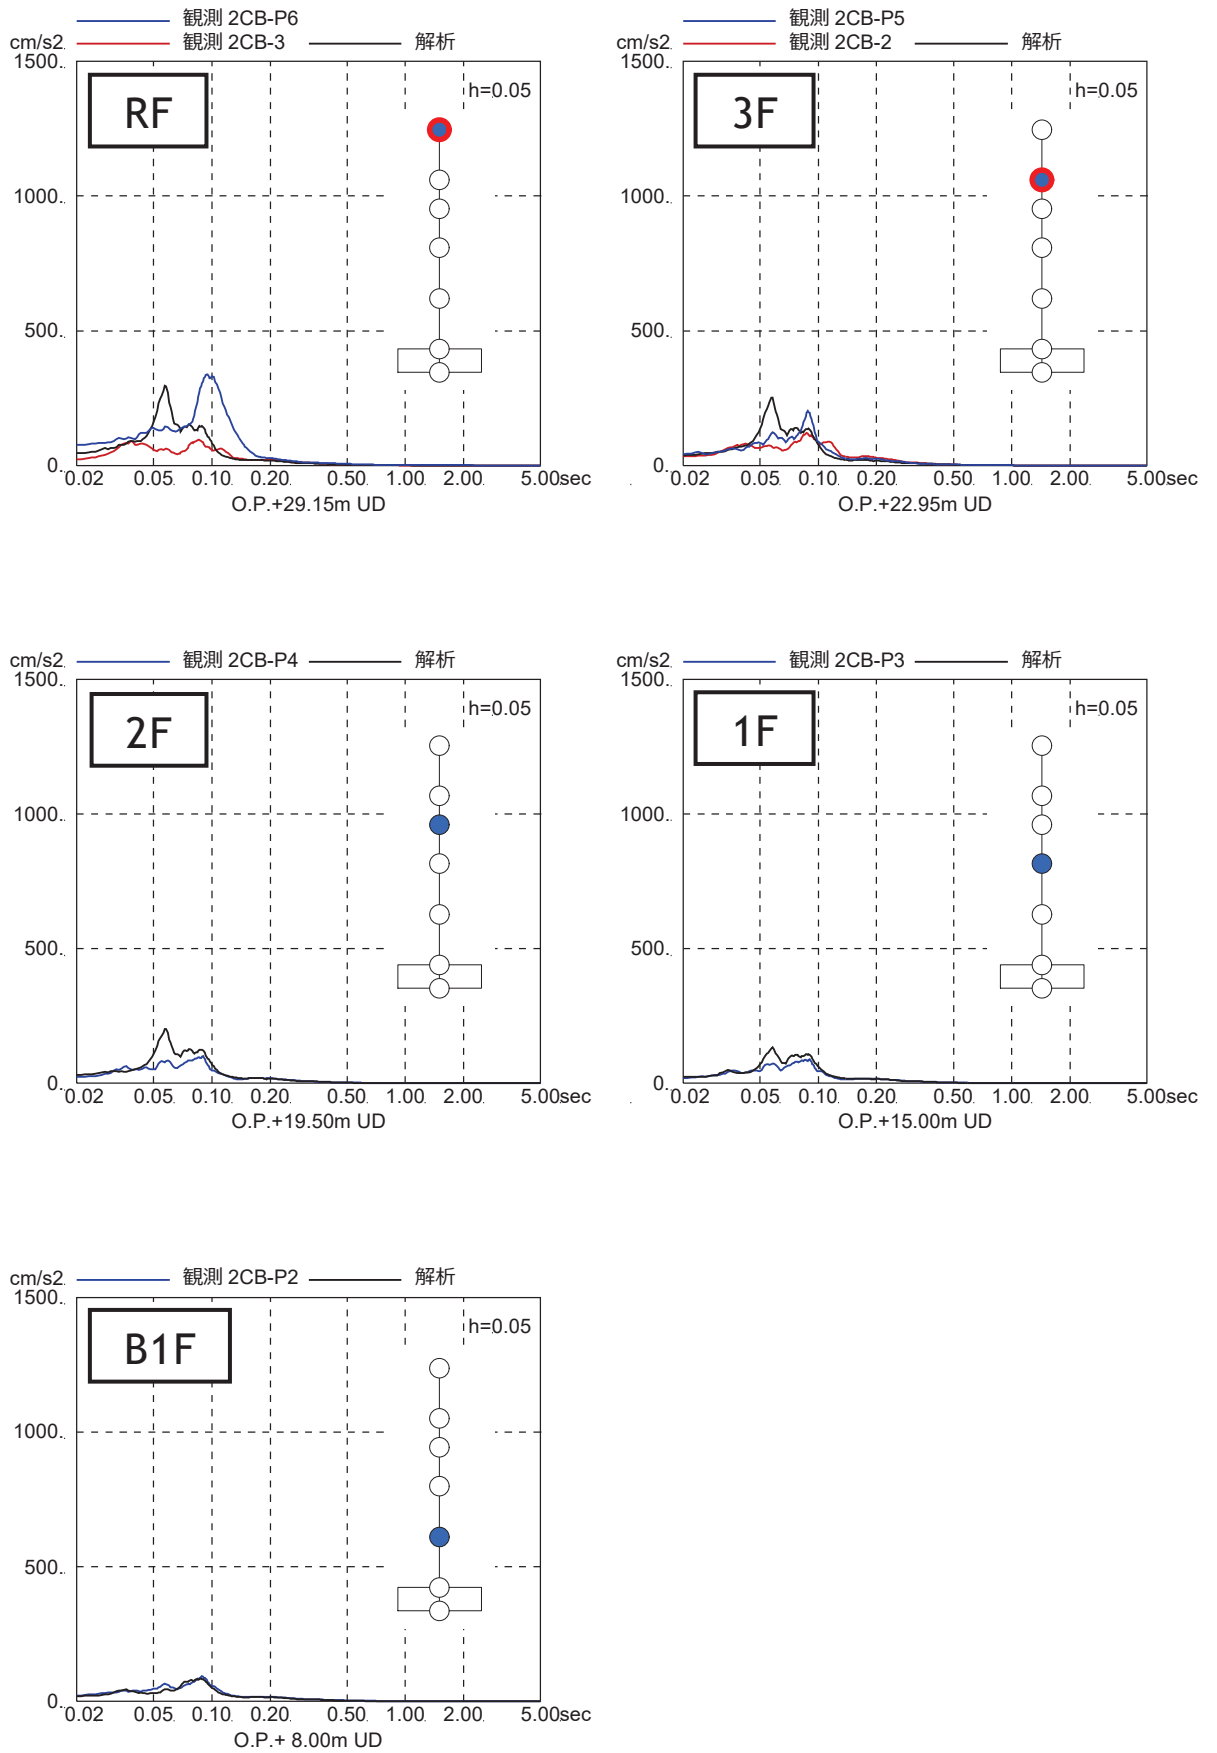 観測 2CB-P6
cm/s2. 観測 2CB-3 解析
1500.
RF
h=0.05
1000.
500.
0.
0.02 0.05 0.10 0.20 0.50 1.00 2.00 5.00sec
O.P.+29.15m UD
観測 2CB-P5
cm/s2. 観測 2CB-2 解析
1500.
3F
h=0.05
1000.
500.
0.
0.02 0.05 0.10 0.20 0.50 1.00 2.00 5.00sec
O.P.+22.95m UD
cm/s2. 観測 2CB-P4 解析
1500.
2F
h=0.05
1000.
500.
0.
0.02 0.05 0.10 0.20 0.50 1.00 2.00 5.00sec
O.P.+19.50m UD
cm/s2. 観測 2CB-P3 解析
1500.
1F
h=0.05
1000.
500.
0.
0.02 0.05 0.10 0.20 0.50 1.00 2.00 5.00sec
O.P.+15.00m UD
cm/s2. 観測 2CB-P2 解析
1500.
B1F
h=0.05
1000.
500.
0.
0.02 0.05 0.10 0.20 0.50 1.00 2.00 5.00sec
O.P.+ 8.00m UD